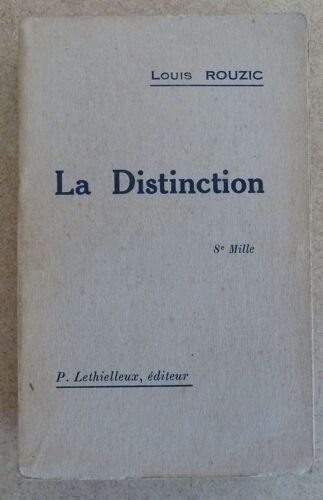 Louis ROUZIC
La Distinction
8e Mille
P. Lethielleux, éditeur